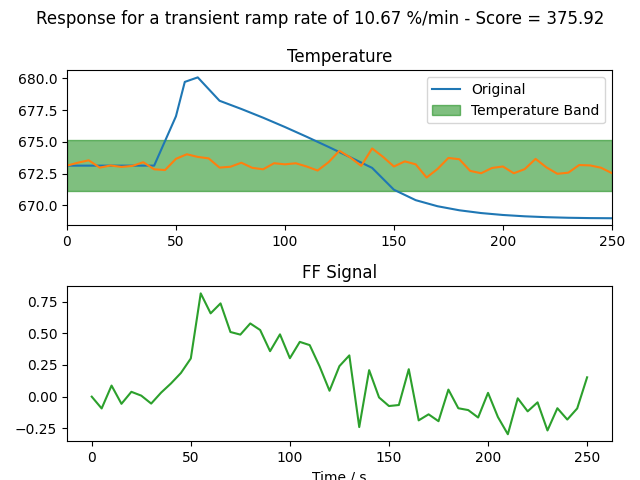 Response for a transient ramp rate of 10.67 %/min - Score = 375.92
Temperature
680.0
677.5
675.0
672.5
670.0
Original
Temperature Band
0 50 100 150 200 250
FF Signal
0.75
0.50
0.25
0.00
−0.25
0 50 100 150 200 250
Time / s